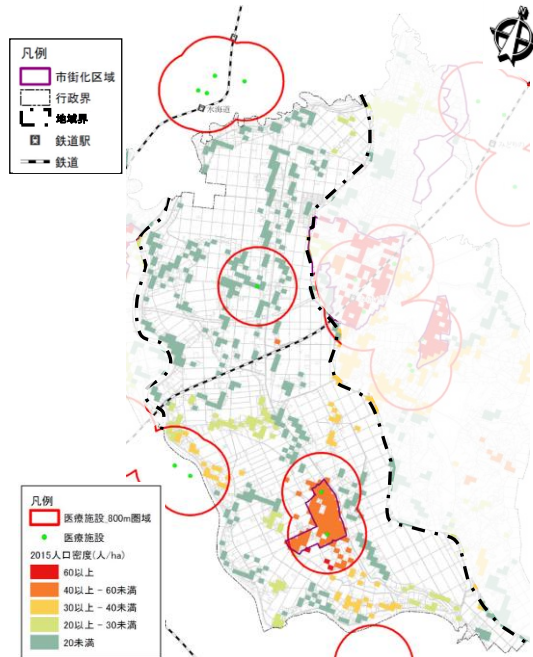 凡例
市街化区域
行政界
地域界
鉄道駅
鉄道
東海道
凡例
医療施設_800m圏域
医療施設
2015人口密度(人/ha)
60以上
40以上 - 60未満
30以上 - 40未満
20以上 - 30未満
20未満